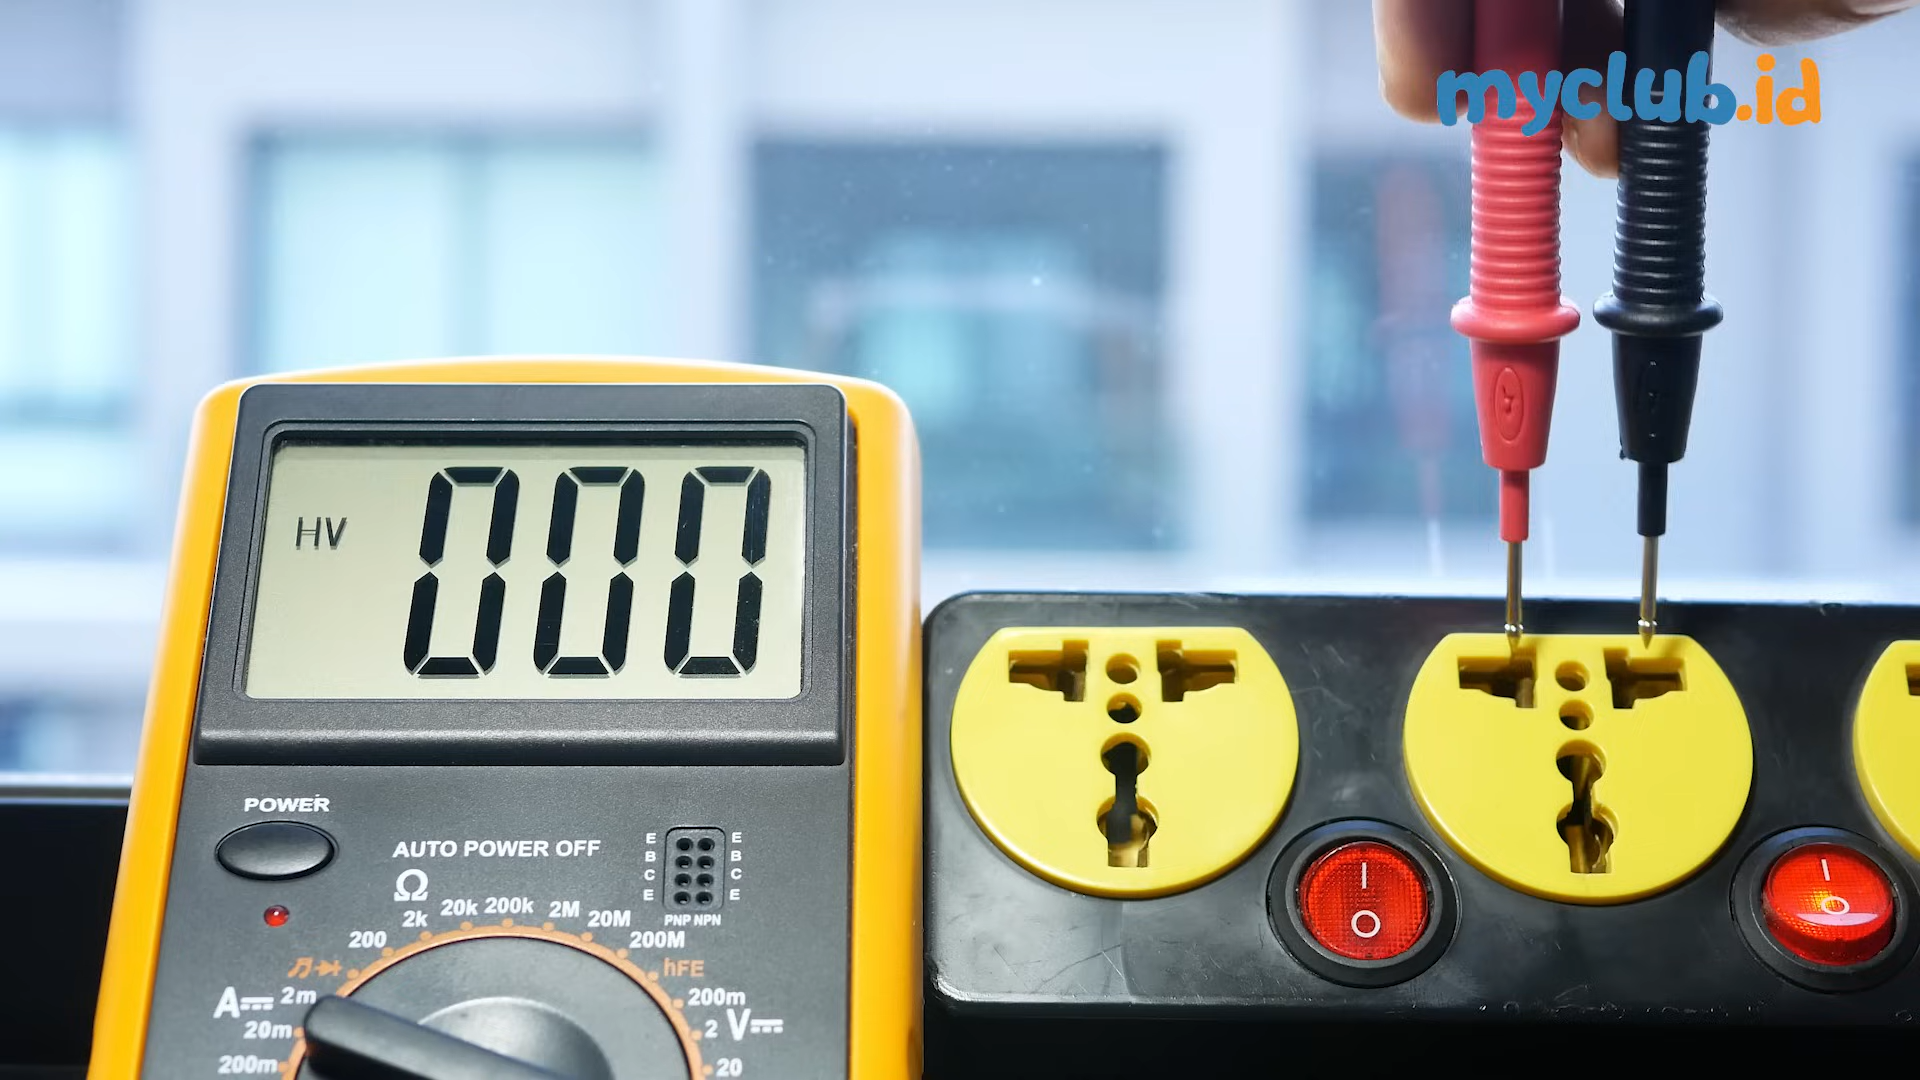 myclub.id
HV 000
POWER
AUTO POWER OFF
Ω
2k 20k 200k 2M 20M
200 200M
hFE
E E
B B
C C
E E
PNP NPN
A 2m
20m
200m
200m
2 V
20
I
O
I
O